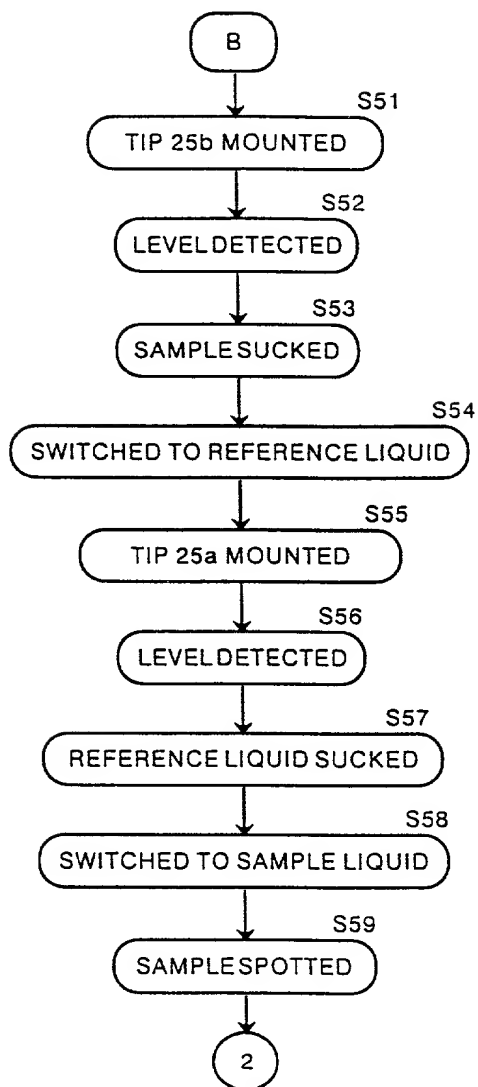 B
S51
TIP 25b MOUNTED
S52
LEVEL DETECTED
S53
SAMPLE SUCKED
S54
SWITCHED TO REFERENCE LIQUID
S55
TIP 25a MOUNTED
S56
LEVEL DETECTED
S57
REFERENCE LIQUID SUCKED
S58
SWITCHED TO SAMPLE LIQUID
S59
SAMPLE SPOTTED
2